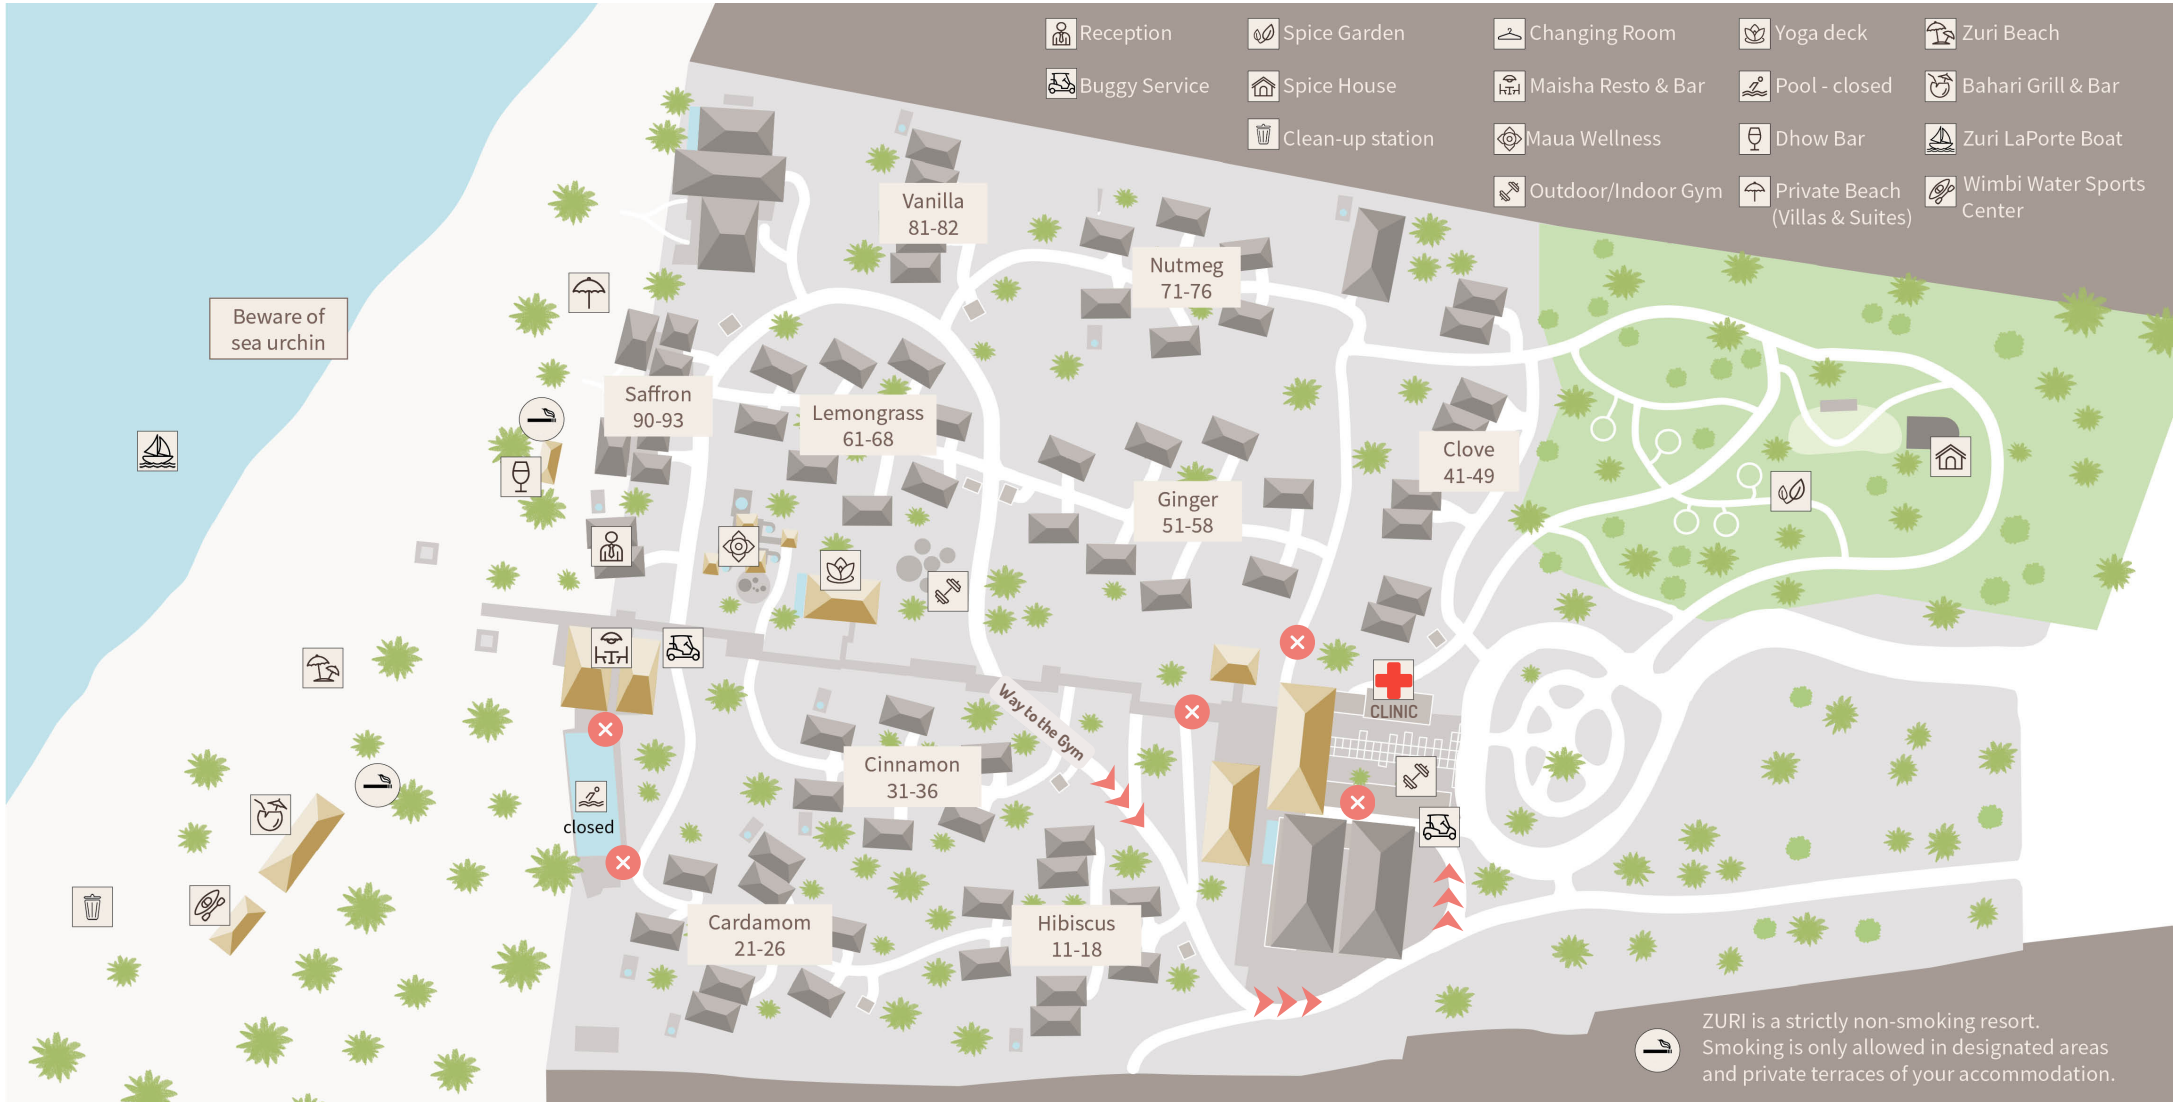 Reception
Buggy Service
Spice Garden
Spice House
Clean-up station
Changing Room
Maisha Resto & Bar
Maua Wellness
Outdoor/Indoor Gym
Yoga deck
Pool - closed
Dhow Bar
Private Beach
(Villas & Suites)
Zuri Beach
Bahari Grill & Bar
Zuri LaPorte Boat
Wimbi Water Sports
Center
Vanilla
81-82
Nutmeg
71-76
Beware of
sea urchin
Saffron
90-93
Lemongrass
61-68
Clove
41-49
Ginger
51-58
Way to the Gym
CLINIC
Cinnamon
31-36
closed
Cardamom
21-26
Hibiscus
11-18
ZURI is a strictly non-smoking resort.
Smoking is only allowed in designated areas
and private terraces of your accommodation.